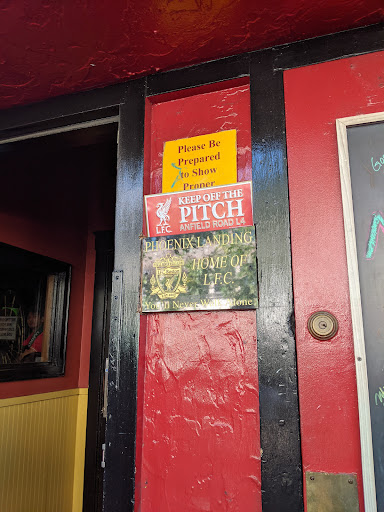 Please Be
Prepared
to Show
Proper
KEEP OFF THE
PITCH
L.F.C.
ANFIELD ROAD L4
PHOENIX LANDING
HOME OF
L.F.C.
You'll Never Walk Alone